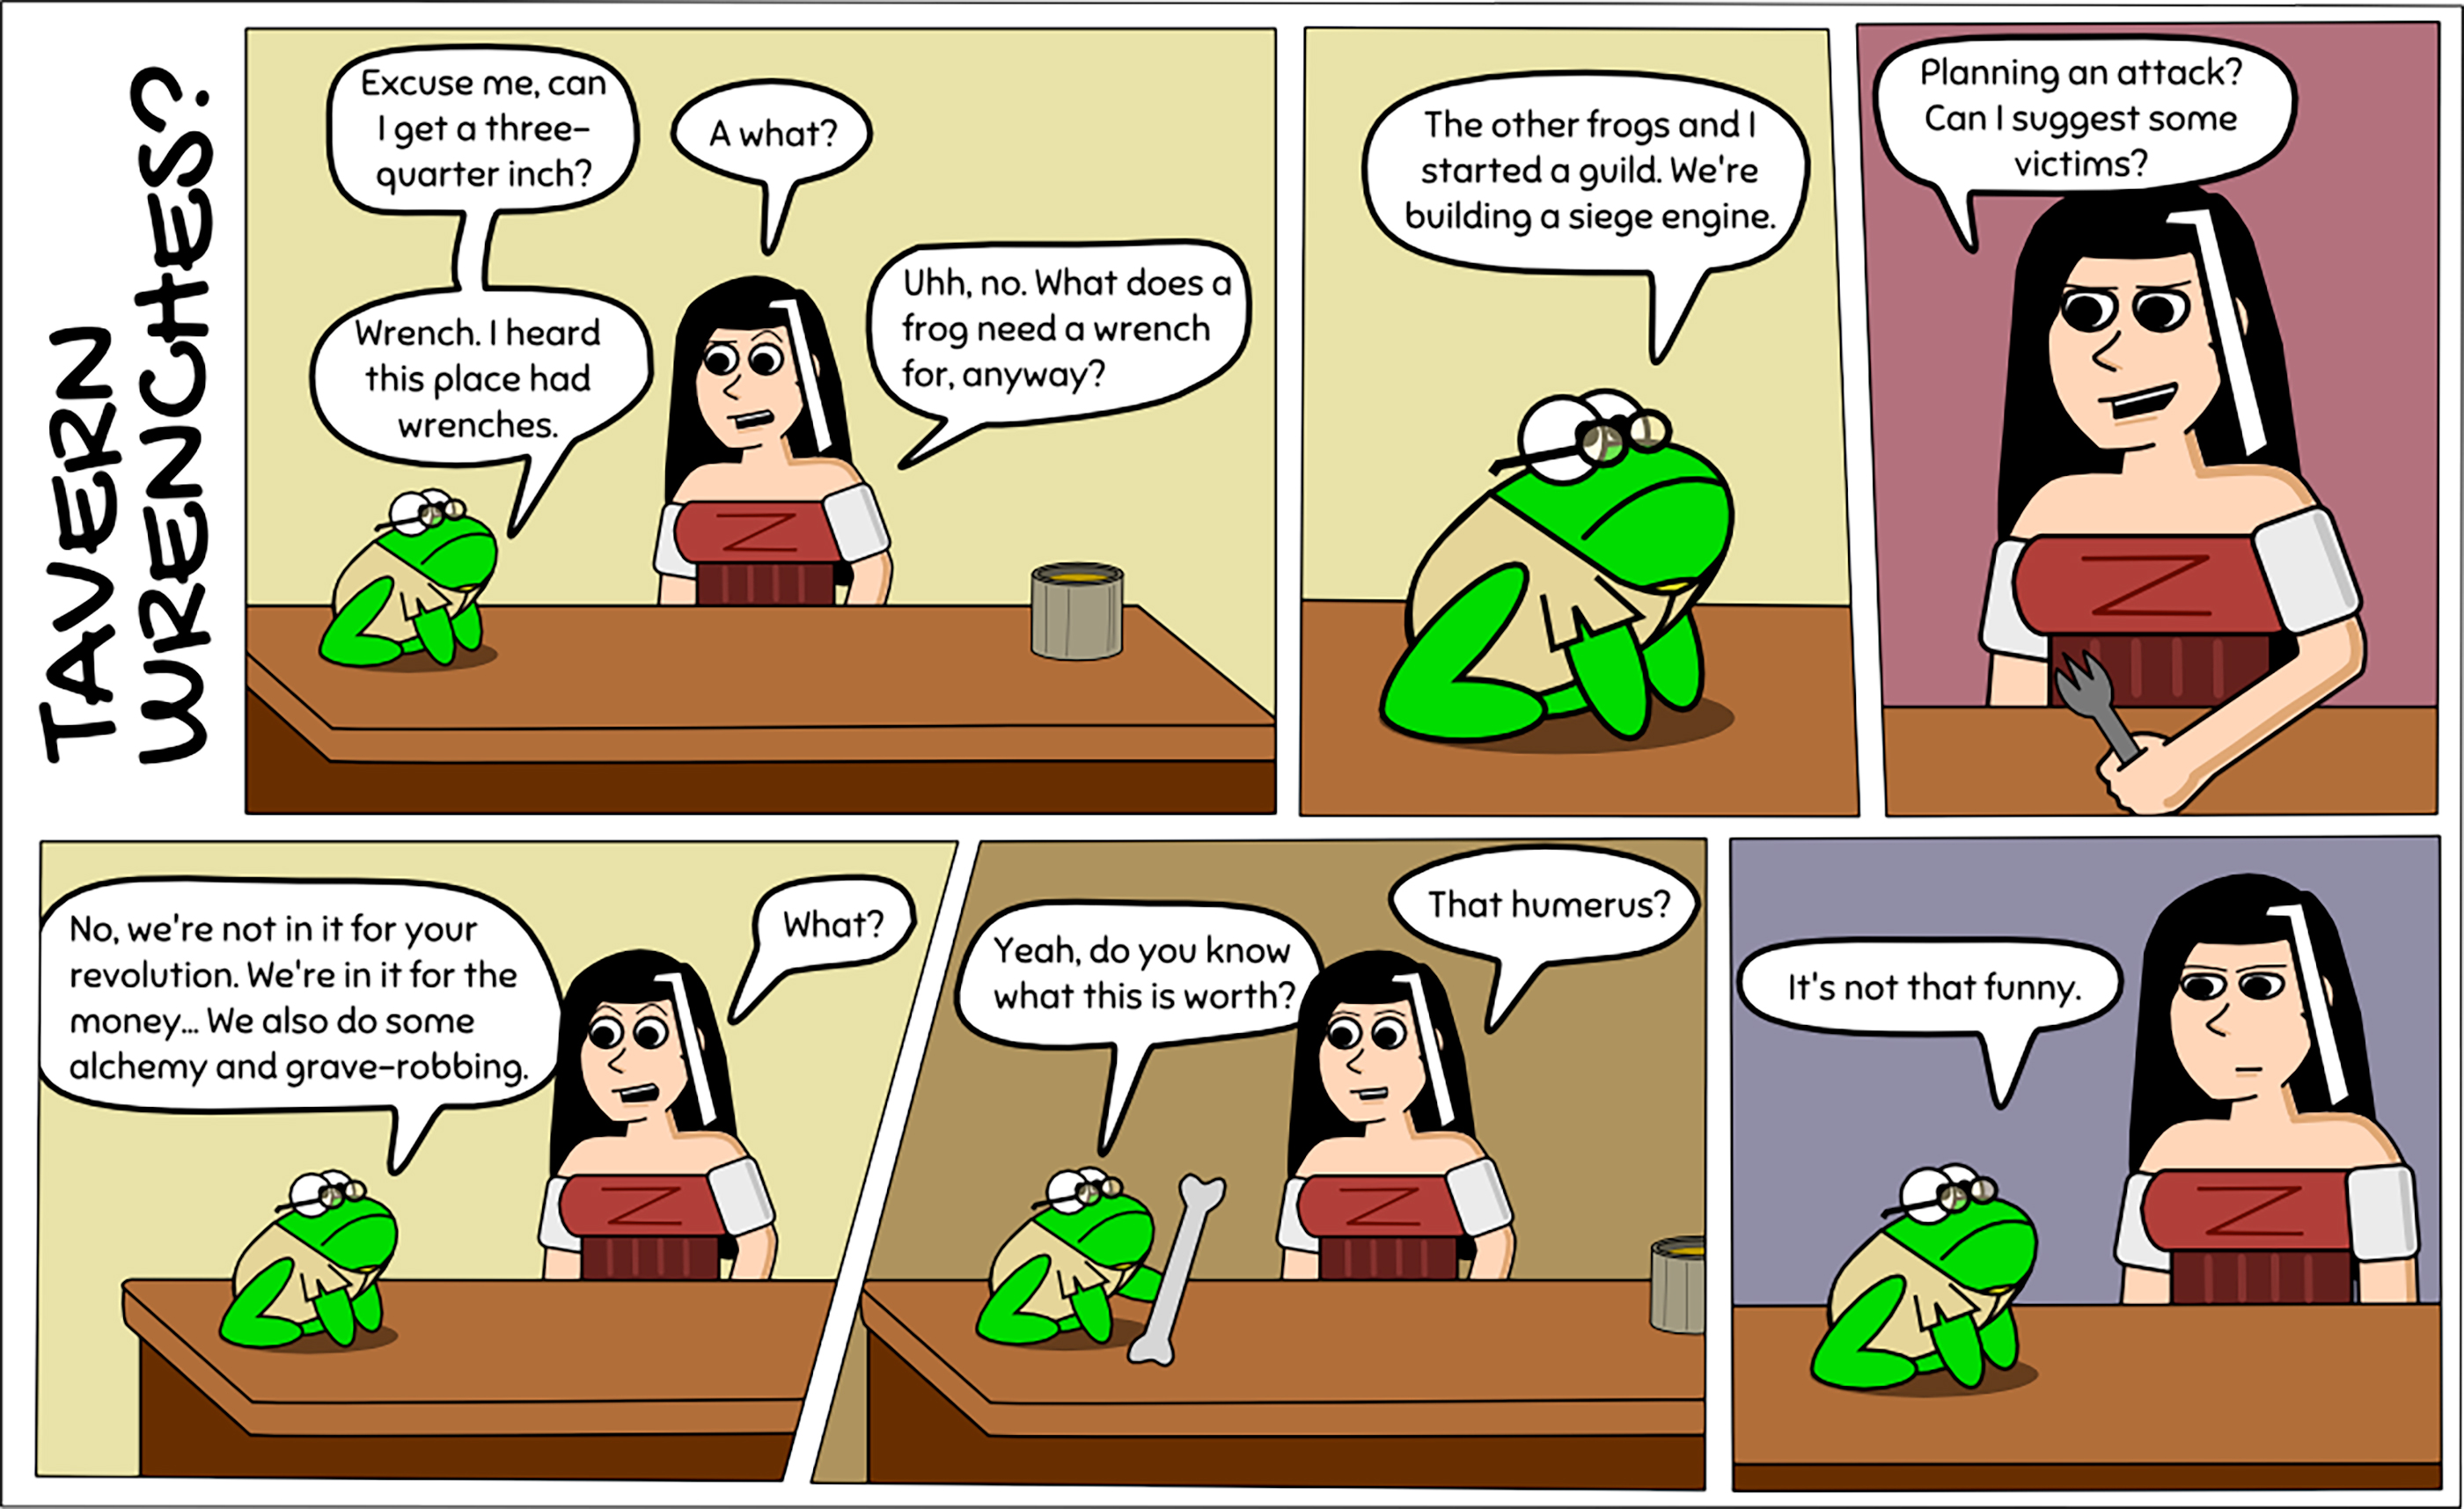 TAVERN
WRENCHES?
Excuse me, can
I get a three-
quarter inch?
A what?
Wrench. I heard
this place had
wrenches.
Uhh, no. What does a
frog need a wrench
for, anyway?
The other frogs and I
started a guild. We're
building a siege engine.
Planning an attack?
Can I suggest some
victims?
No, we're not in it for your
revolution. We're in it for the
money... We also do some
alchemy and grave-robbing.
What?
Yeah, do you know
what this is worth?
That humerus?
It's not that funny.